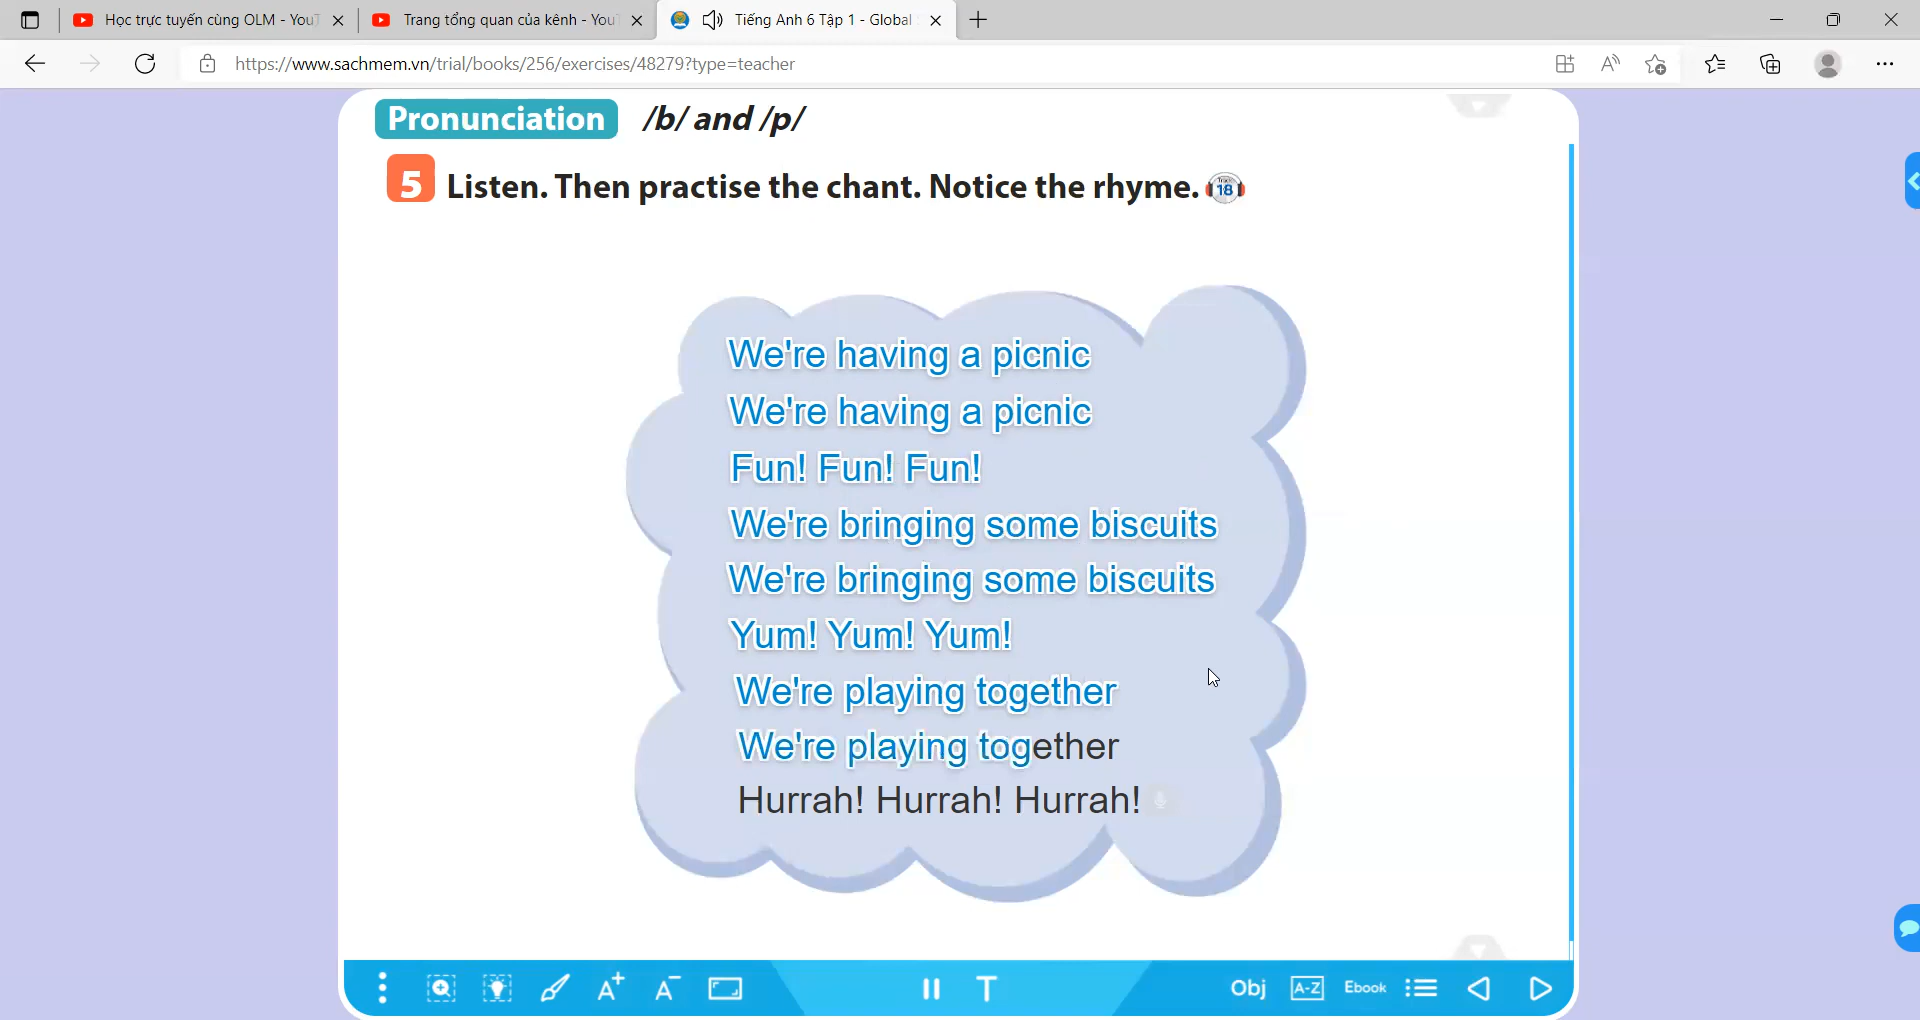 Học trực tuyến cùng OLM - You
Trang tổng quan của kênh - You
Tiếng Anh 6 Tập 1 - Global
https://www.sachmem.vn/trial/books/256/exercises/48279?type=teacher
Pronunciation /b/ and /p/
5 Listen. Then practise the chant. Notice the rhyme.
Track 18
We're having a picnic
We're having a picnic
Fun! Fun! Fun!
We're bringing some biscuits
We're bringing some biscuits
Yum! Yum! Yum!
We're playing together
We're playing together
Hurrah! Hurrah! Hurrah!
A+ A- T Obj A-Z Ebook